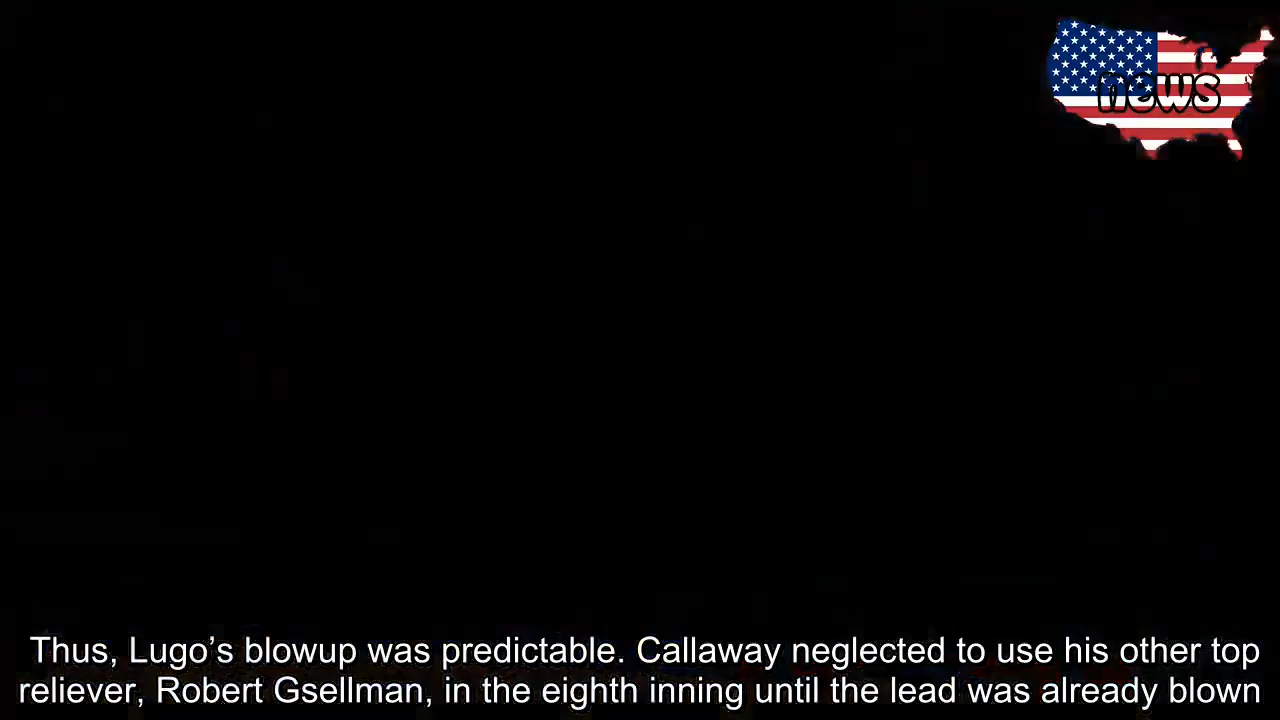 news
Thus, Lugo’s blowup was predictable. Callaway neglected to use his other top
reliever, Robert Gsellman, in the eighth inning until the lead was already blown